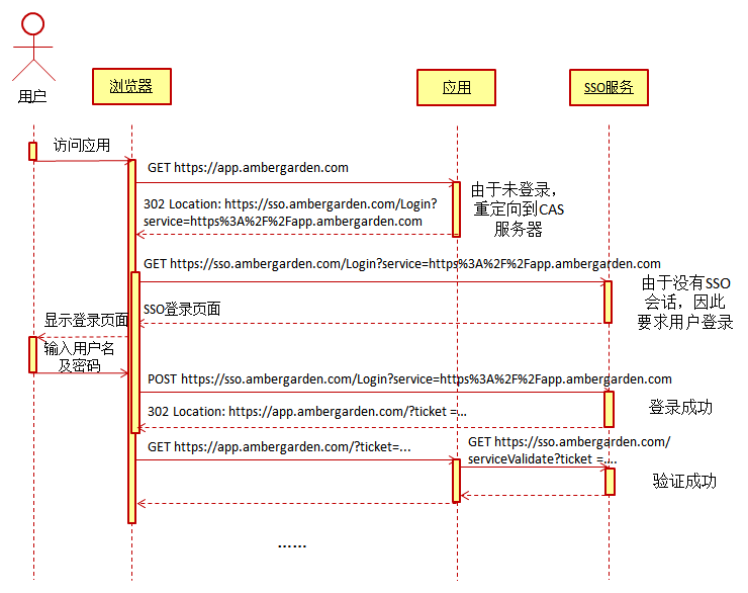 用户
浏览器
应用
SSO服务
访问应用
GET https://app.ambergarden.com
302 Location: https://sso.ambergarden.com/Login?
service=https%3A%2F%2Fapp.ambergarden.com
由于未登录，
重定向到CAS
服务器
GET https://sso.ambergarden.com/Login?service=https%3A%2F%2Fapp.ambergarden.com
由于没有SSO
会话，因此
要求用户登录
SSO登录页面
显示登录页面
输入用户名
及密码
POST https://sso.ambergarden.com/Login?service=https%3A%2F%2Fapp.ambergarden.com
302 Location: https://app.ambergarden.com/?ticket =...
登录成功
GET https://app.ambergarden.com/?ticket=...
GET https://sso.ambergarden.com/
serviceValidate?ticket =....
验证成功
......